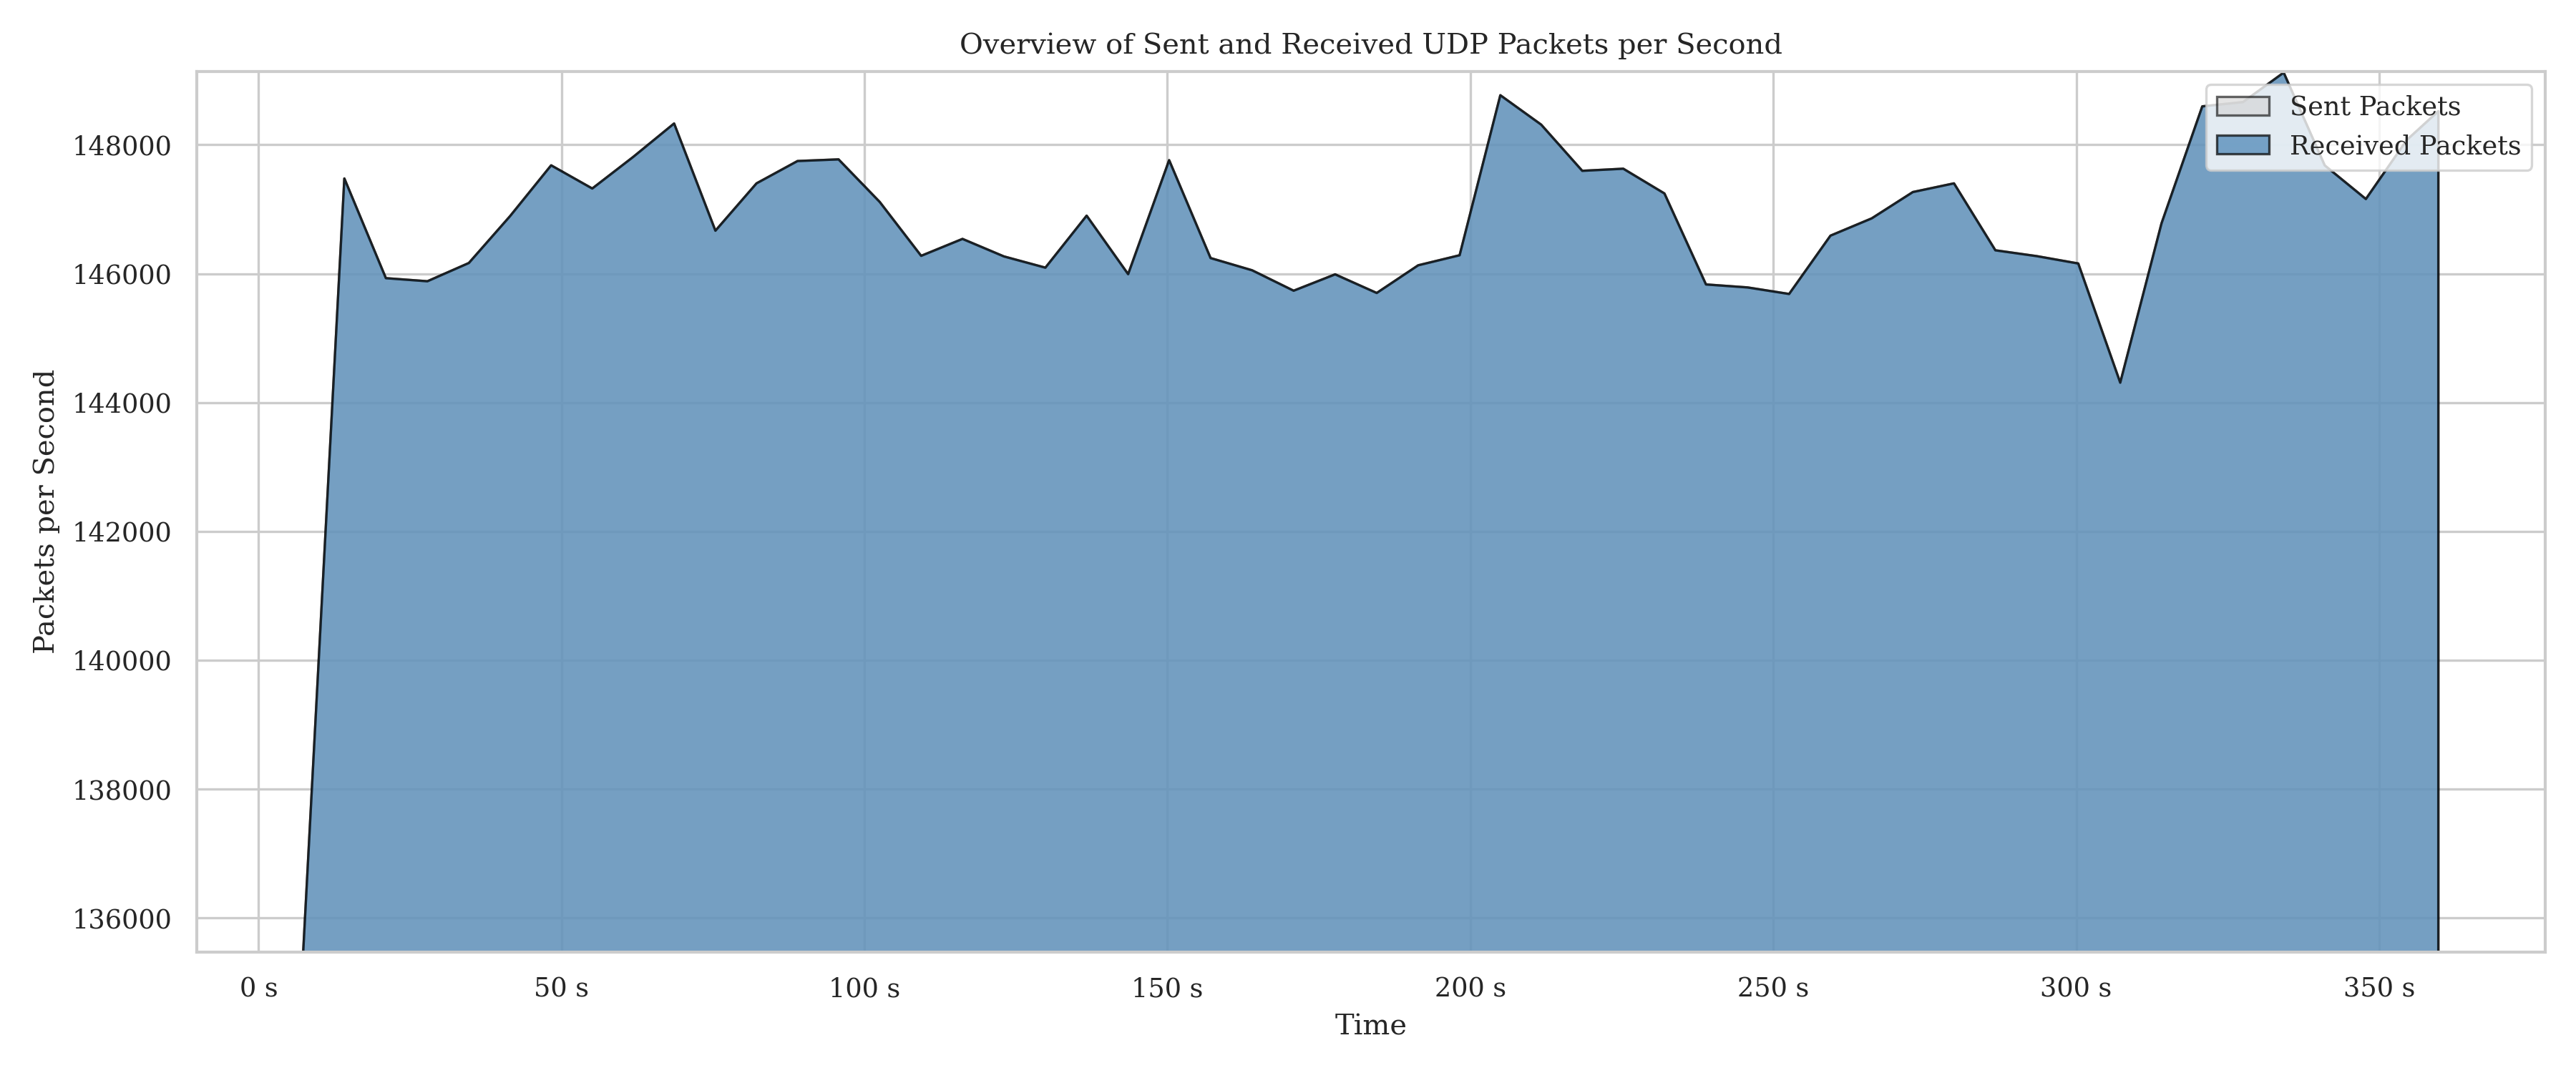 Overview of Sent and Received UDP Packets per Second
Sent Packets
Received Packets
148000
146000
144000
142000
140000
138000
136000
Packets per Second
0 s
50 s
100 s
150 s
200 s
250 s
300 s
350 s
Time